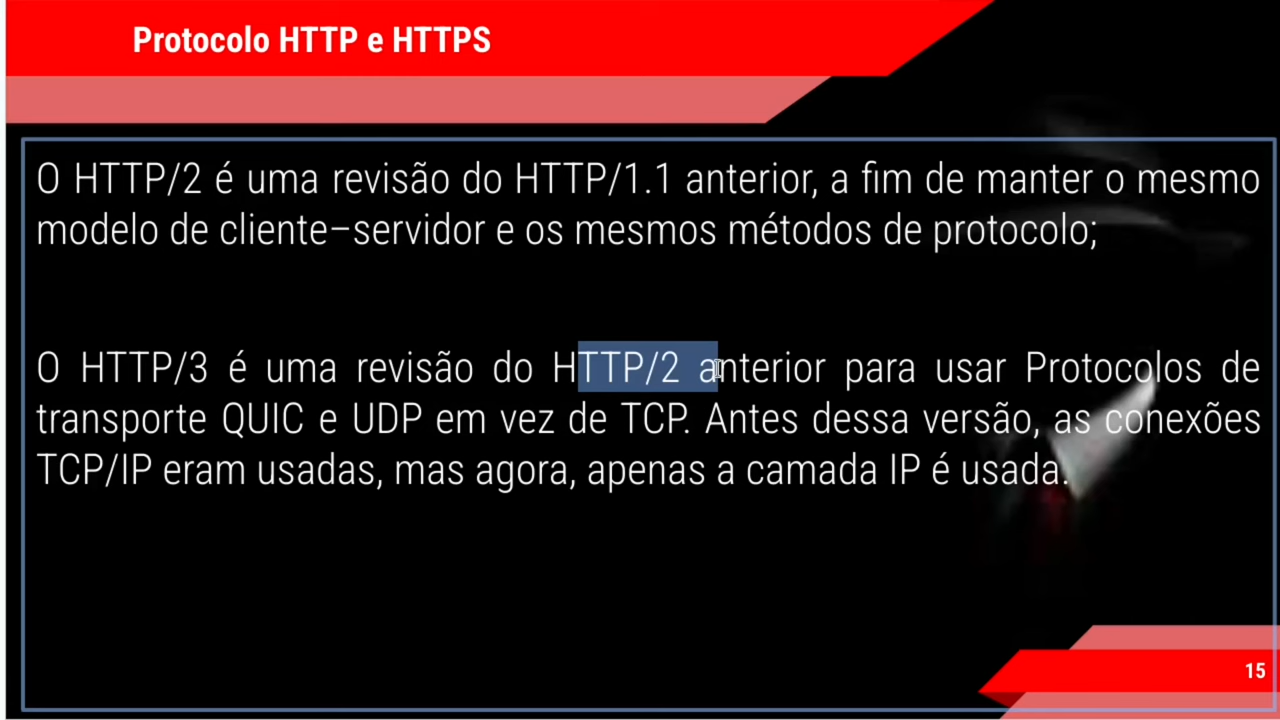 Protocolo HTTP e HTTPS
O HTTP/2 é uma revisão do HTTP/1.1 anterior, a fim de manter o mesmo
modelo de cliente–servidor e os mesmos métodos de protocolo;
O HTTP/3 é uma revisão do HTTP/2 anterior para usar Protocolos de
transporte QUIC e UDP em vez de TCP. Antes dessa versão, as conexões
TCP/IP eram usadas, mas agora, apenas a camada IP é usada.
15